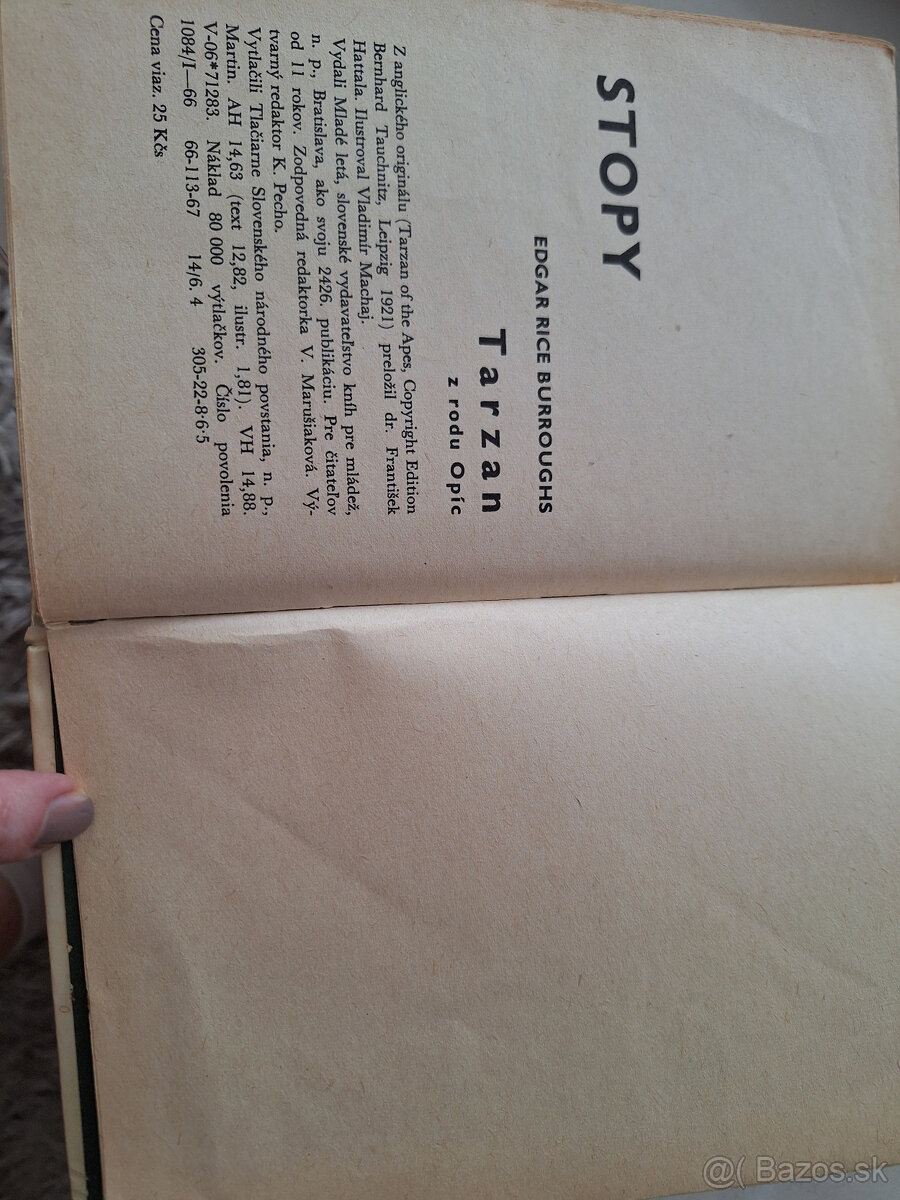 STOPY
EDGAR RICE BURROUGHS
Tarzan
z rodu Opíc
Z anglického originálu (Tarzan of the Apes, Copyright Edition
Bernhard Tauchnitz, Leipzig 1921) preložil dr. František
Hattala. Ilustroval Vladimír Machaj.
Vydali Mladé letá, slovenské vydavateľstvo kníh pre mládež,
n. p., Bratislava, ako svoju 2426. publikáciu. Pre čitateľov
od 11 rokov. Zodpovedná redaktorka V. Marušiaková. Vý-
tvarný redaktor K. Pecho.
Vytlačili Tlačiarne Slovenského národného povstania, n. p.,
Martin. AH 14,63 (text 12,82, ilustr. 1,81). VH 14,88.
V-06*71283. Náklad 80 000 výtlačkov. Číslo povolenia
1084/I—66 66-113-67 14/6. 4 305-22-8·6·5
Cena viaz. 25 Kčs
@( Bazos.sk